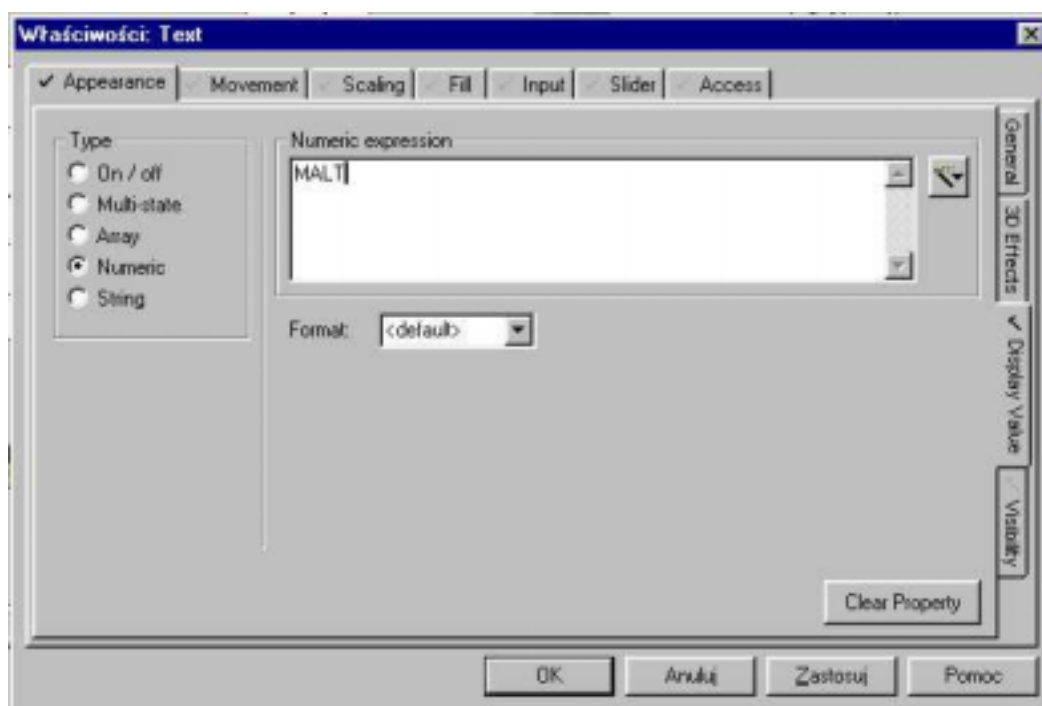 Właściwości: Text
Appearance Movement Scaling Fill Input Slider Access
Type
On / off
Multi-state
Array
Numeric
String
Numeric expression
MALT
Format: <default>
General
3D Effects
Display Value
Visibility
Clear Property
OK Anuluj Zastosuj Pomoc